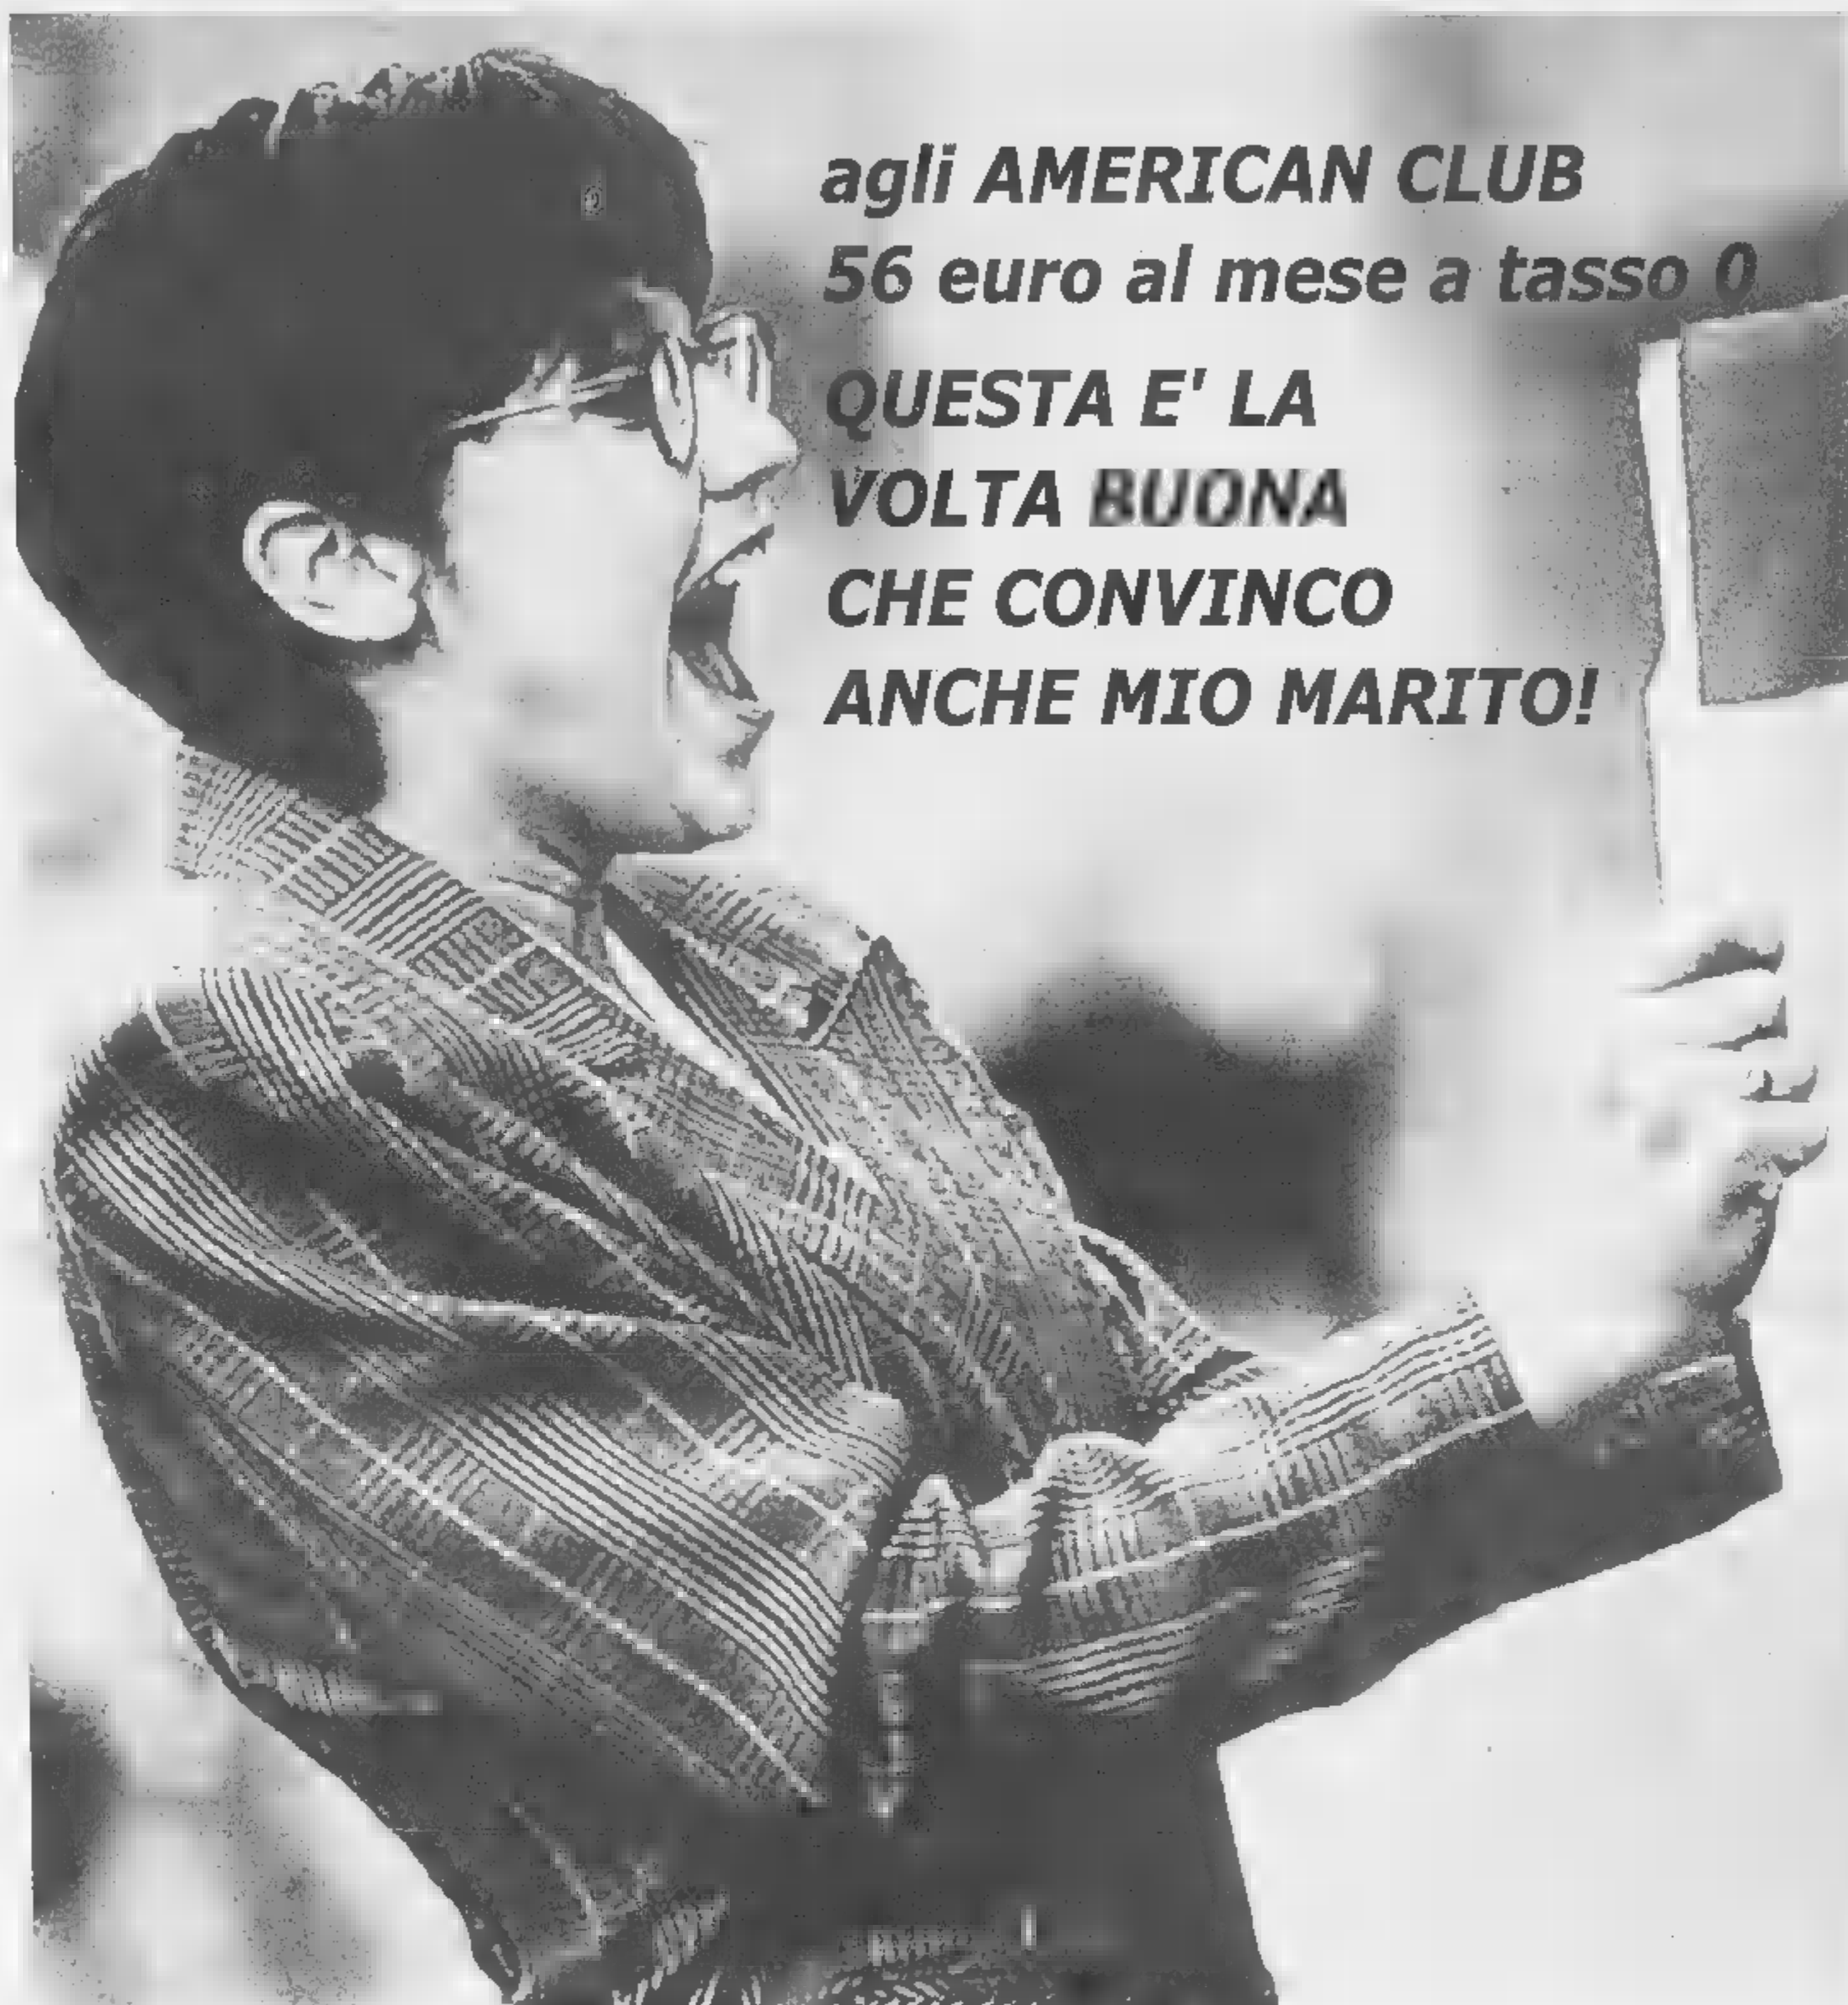 agli AMERICAN CLUB
56 euro al mese a tasso 0
QUESTA E' LA
VOLTA BUONA
CHE CONVINCO
ANCHE MIO MARITO!